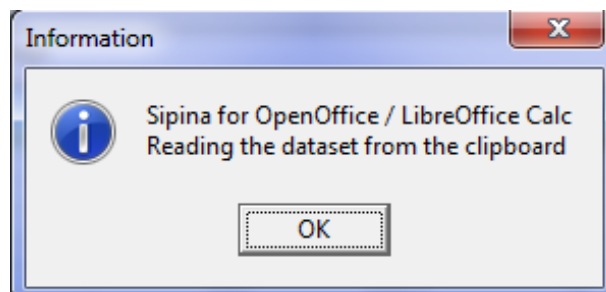 Information
Sipina for OpenOffice / LibreOffice Calc
Reading the dataset from the clipboard
OK